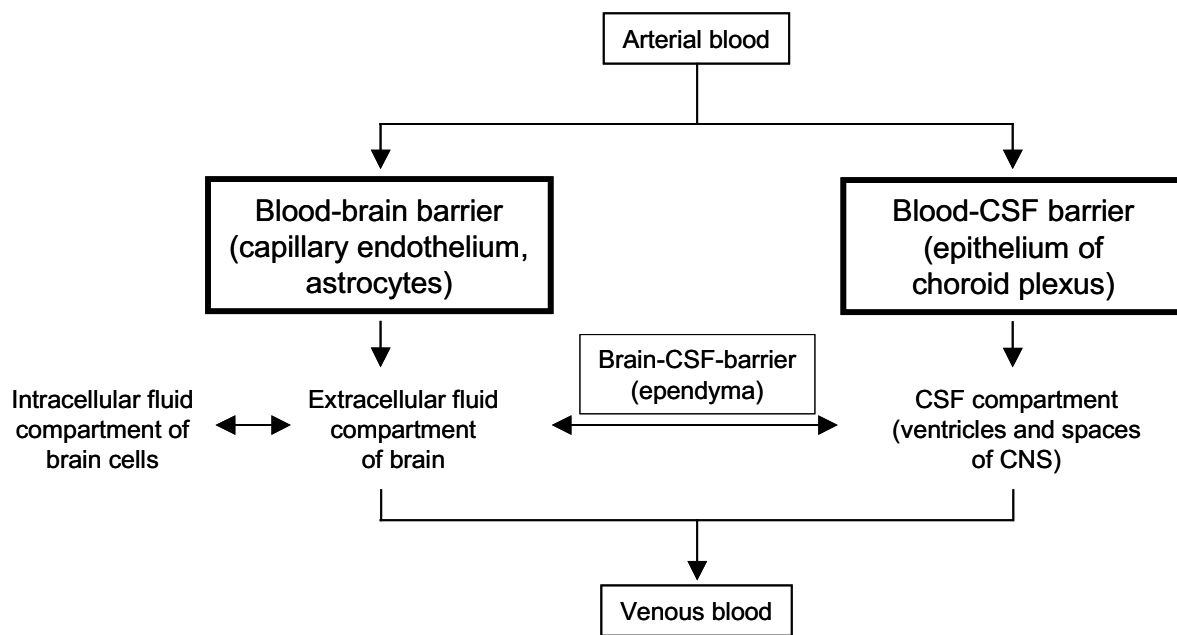 Arterial blood
Blood-brain barrier
(capillary endothelium,
astrocytes)
Blood-CSF barrier
(epithelium of
choroid plexus)
Brain-CSF-barrier
(ependyma)
Intracellular fluid
compartment of
brain cells
Extracellular fluid
compartment
of brain
CSF compartment
(ventricles and spaces
of CNS)
Venous blood